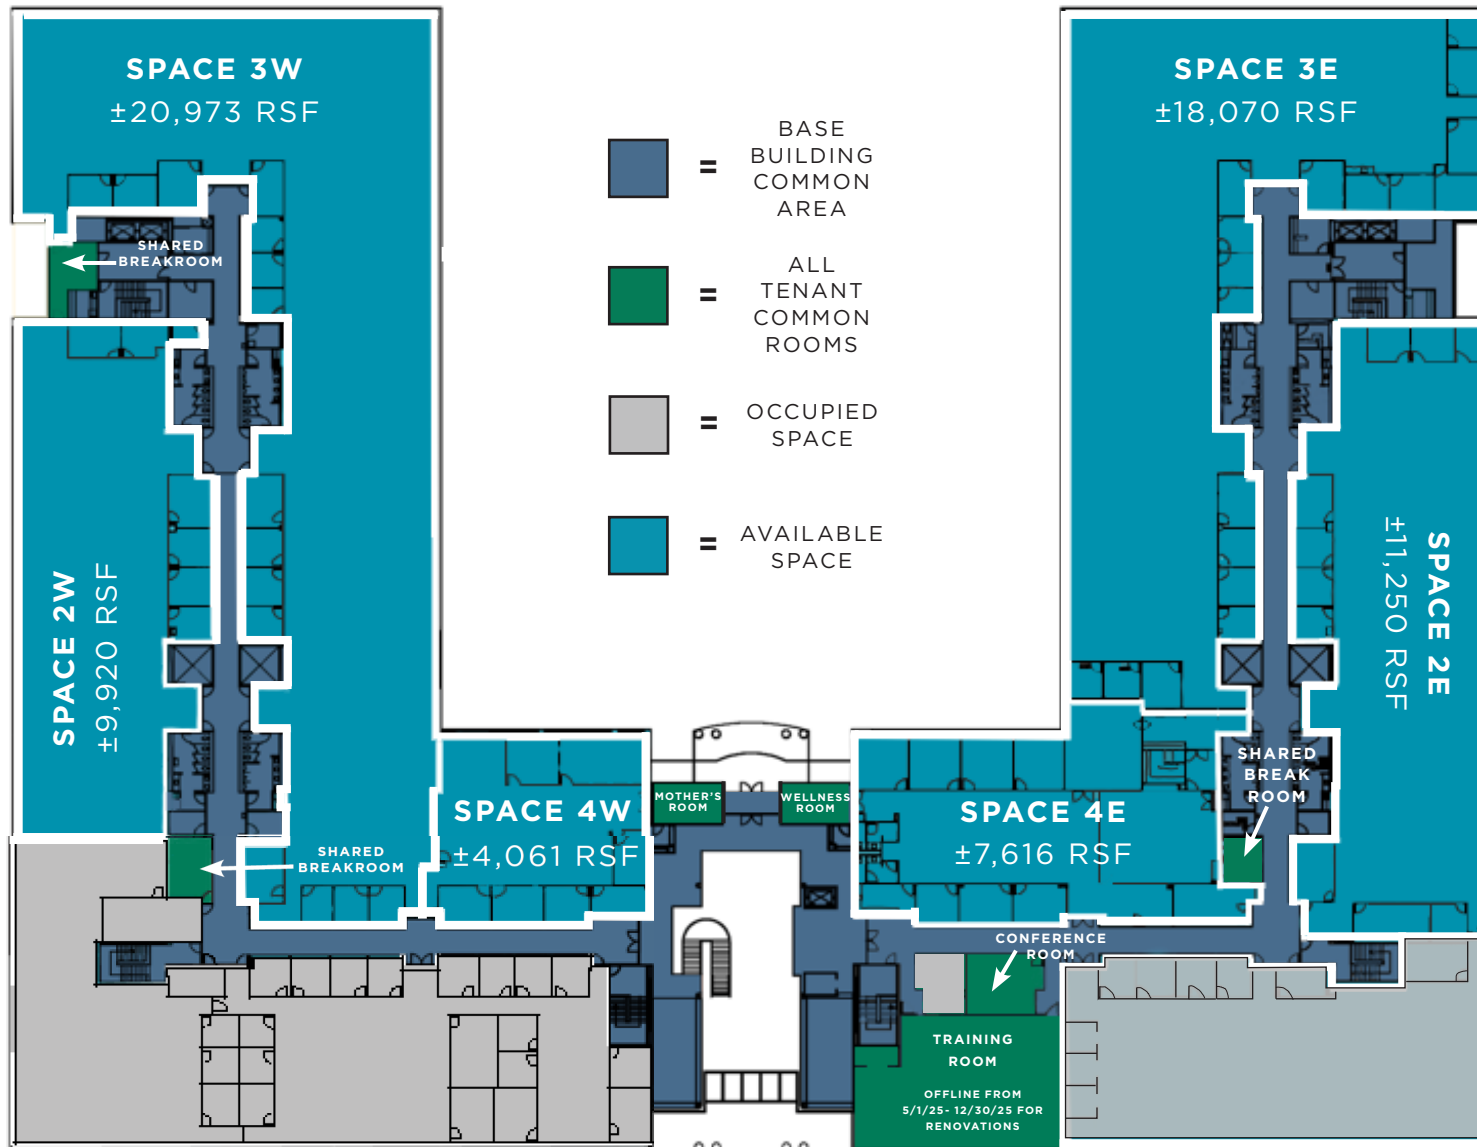 SPACE 3W
±20,973 RSF
SPACE 3E
±18,070 RSF
=
BASE
BUILDING
COMMON
AREA
=
ALL
TENANT
COMMON
ROOMS
=
OCCUPIED
SPACE
=
AVAILABLE
SPACE
SHARED
BREAKROOM
SPACE 2W
±9,920 RSF
SPACE 2E
±11,250 RSF
SHARED
BREAK
ROOM
MOTHER'S
ROOM
WELLNESS
ROOM
SPACE 4W
±4,061 RSF
SPACE 4E
±7,616 RSF
SHARED
BREAKROOM
CONFERENCE
ROOM
TRAINING
ROOM
OFFLINE FROM
5/1/25- 12/30/25 FOR
RENOVATIONS